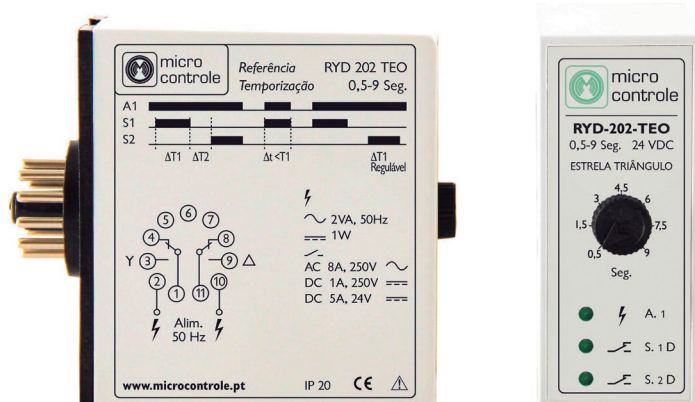 micro
controle
Referência RYD 202 TEO
Temporização 0,5-9 Seg.
A1
S1
S2
ΔT1 ΔT2 Δt <T1 ΔT1
Regulável
6
5 7
4 8
Y 3 9 Δ
2 10
1 11
Alim.
50 Hz
2VA, 50Hz
1W
AC 8A, 250V
DC 1A, 250V
DC 5A, 24V
www.microcontrole.pt IP 20 CE
micro
controle
RYD-202-TEO
0,5-9 Seg. 24 VDC
ESTRELA TRIÂNGULO
4,5
3 6
1,5 7,5
0,5 9
Seg.
A. 1
S. 1 D
S. 2 D